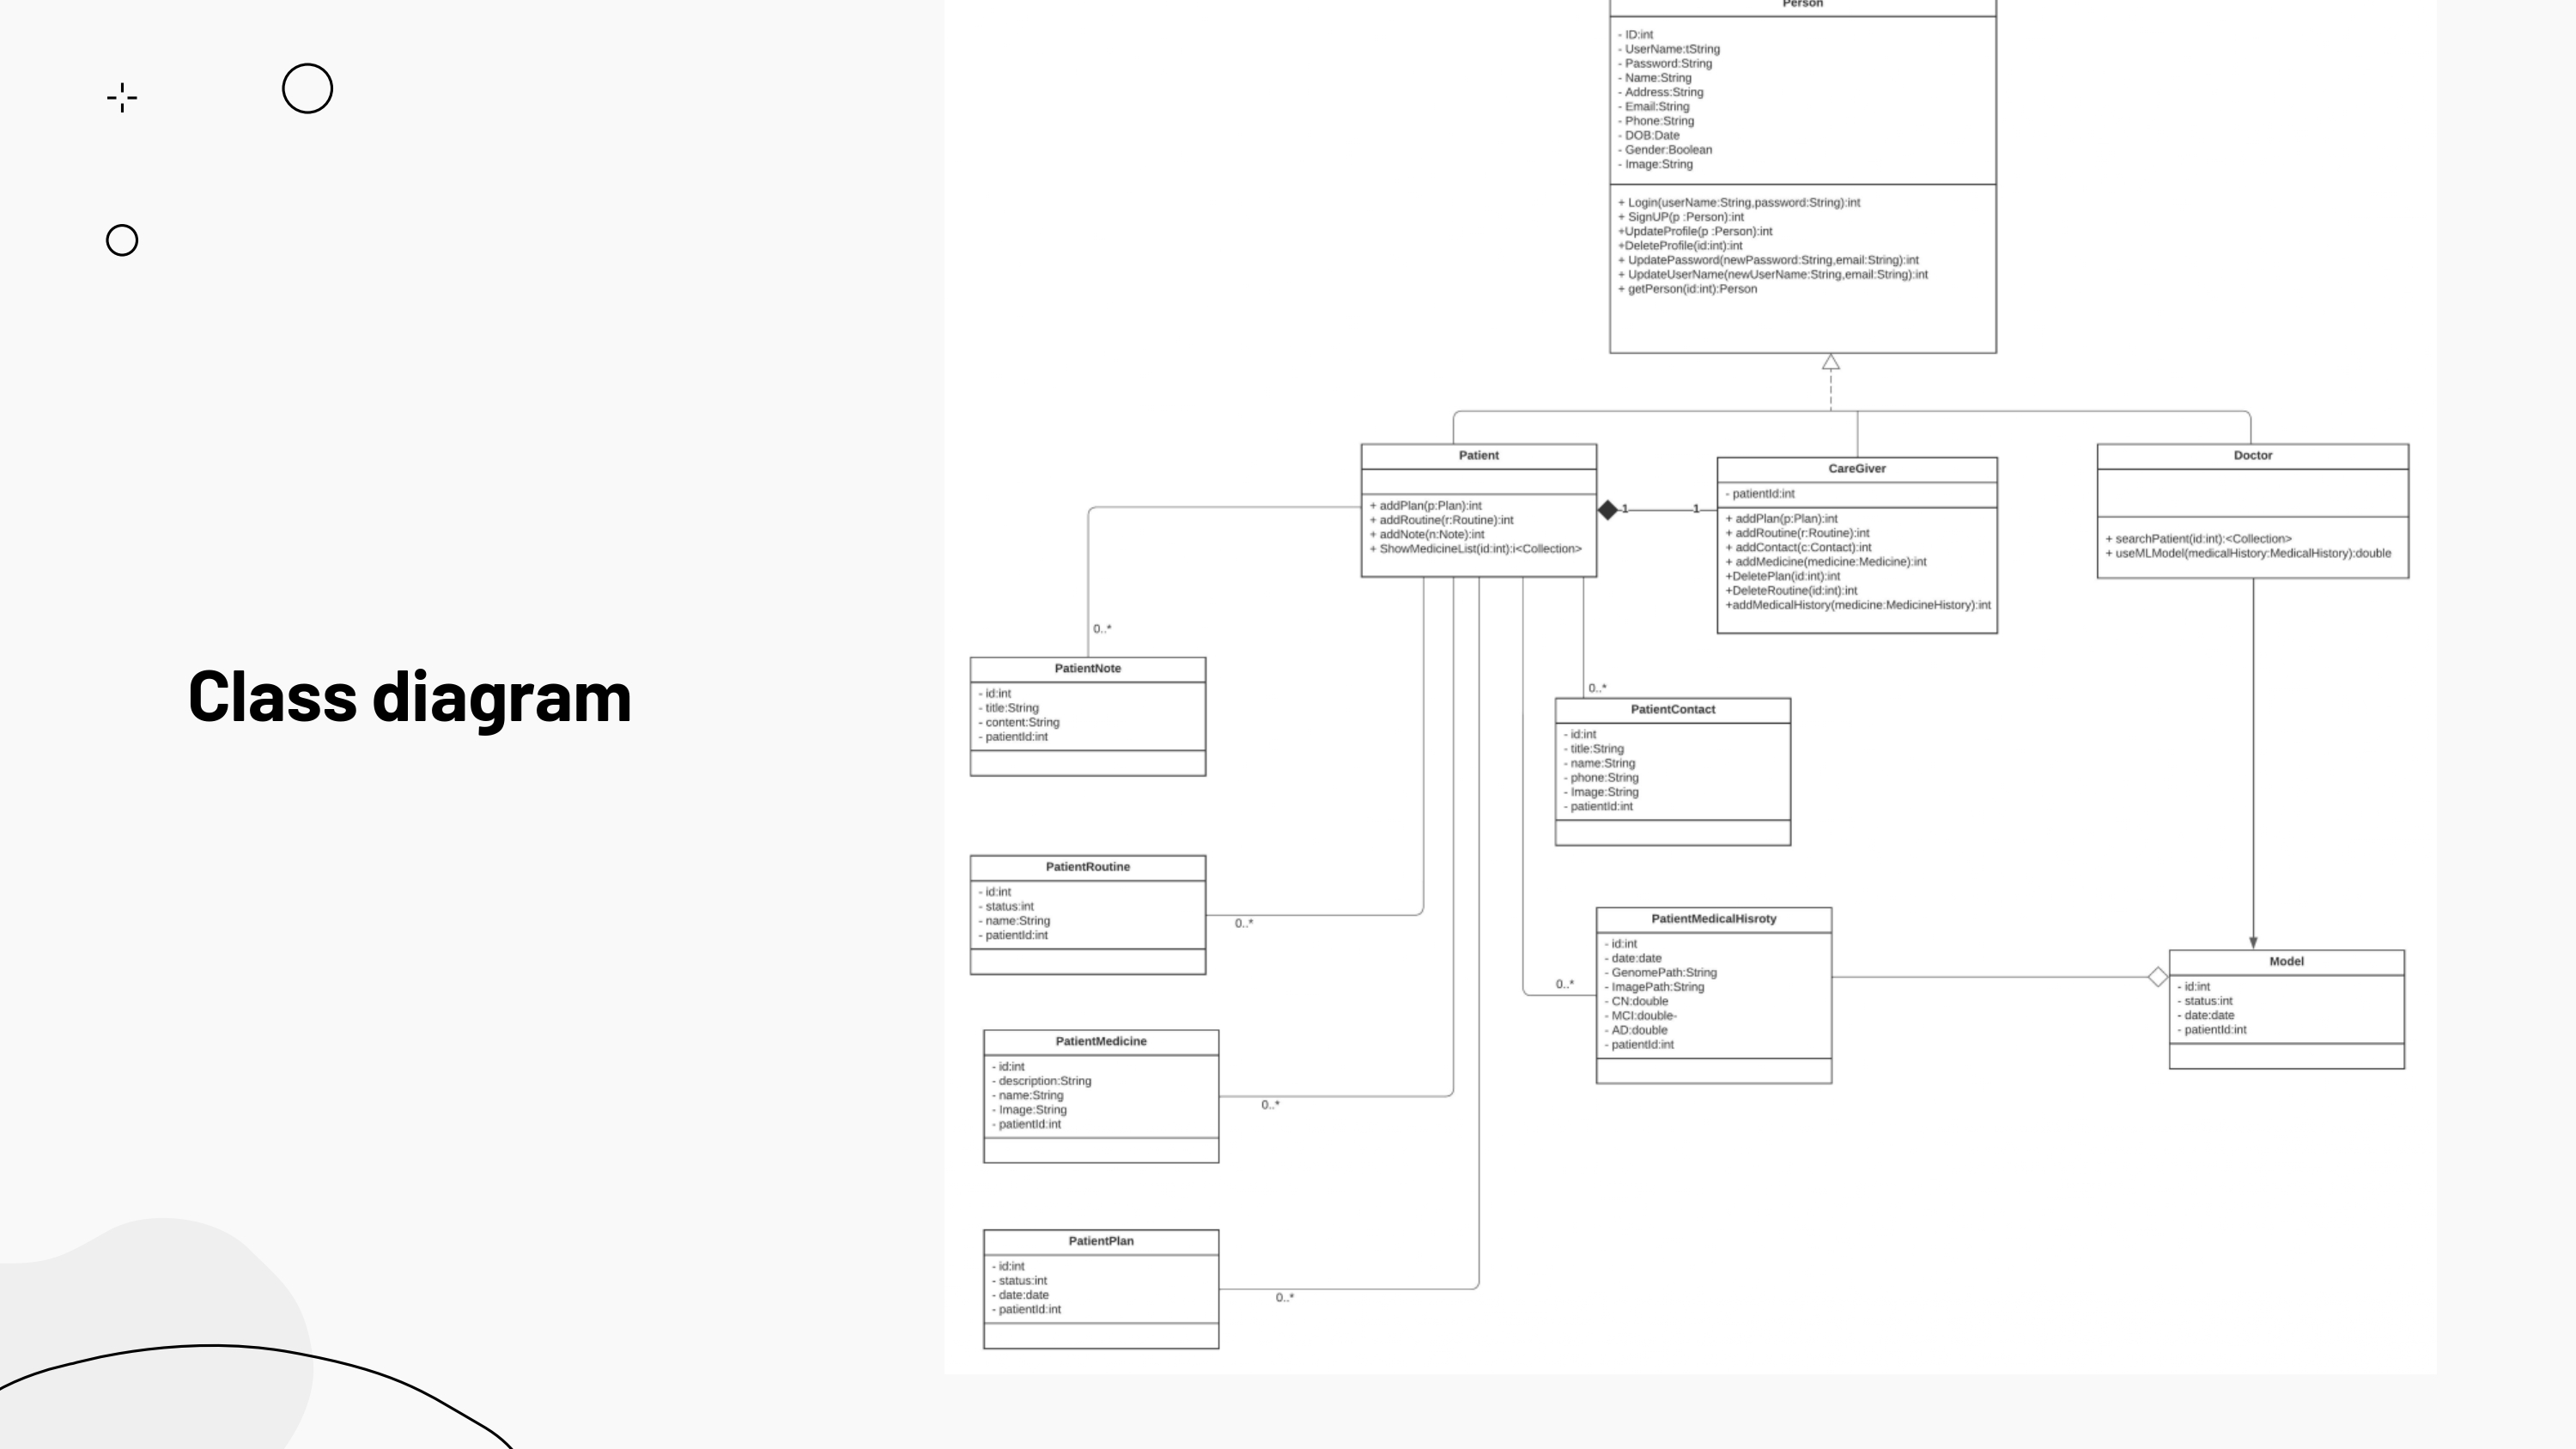 Class diagram
Person
- ID:int
- UserName:tString
- Password:String
- Name:String
- Address:String
- Email:String
- Phone:String
- DOB:Date
- Gender:Boolean
- Image:String
+ Login(userName:String,password:String):int
+ SignUP(p :Person):int
+UpdateProfile(p :Person):int
+DeleteProfile(id:int):int
+ UpdatePassword(newPassword:String,email:String):int
+ UpdateUserName(newUserName:String,email:String):int
+ getPerson(id:int):Person
Patient
+ addPlan(p:Plan):int
+ addRoutine(r:Routine):int
+ addNote(n:Note):int
+ ShowMedicineList(id:int):i<Collection>
1
1
CareGiver
- patientId:int
+ addPlan(p:Plan):int
+ addRoutine(r:Routine):int
+ addContact(c:Contact):int
+ addMedicine(medicine:Medicine):int
+DeletePlan(id:int):int
+DeleteRoutine(id:int):int
+addMedicalHistory(medicine:MedicineHistory):int
Doctor
+ searchPatient(id:int):<Collection>
+ useMLModel(medicalHistory:MedicalHistory):double
0..*
PatientNote
- id:int
- title:String
- content:String
- patientId:int
0..*
PatientContact
- id:int
- title:String
- name:String
- phone:String
- Image:String
- patientId:int
PatientRoutine
- id:int
- status:int
- name:String
- patientId:int
0..*
PatientMedicalHisroty
- id:int
- date:date
- GenomePath:String
- ImagePath:String
- CN:double
- MCI:double-
- AD:double
- patientId:int
0..*
Model
- id:int
- status:int
- date:date
- patientId:int
PatientMedicine
- id:int
- description:String
- name:String
- Image:String
- patientId:int
0..*
PatientPlan
- id:int
- status:int
- date:date
- patientId:int
0..*